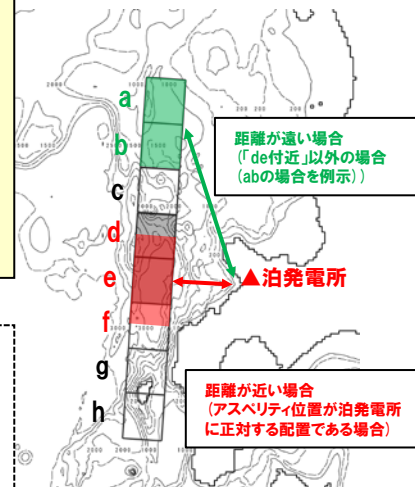 a
b
c
d
e
f
g
h
距離が遠い場合
(「de付近」以外の場合
(abの場合を例示))
▲泊発電所
距離が近い場合
(アスペリティ位置が泊発電所
に正対する配置である場合)